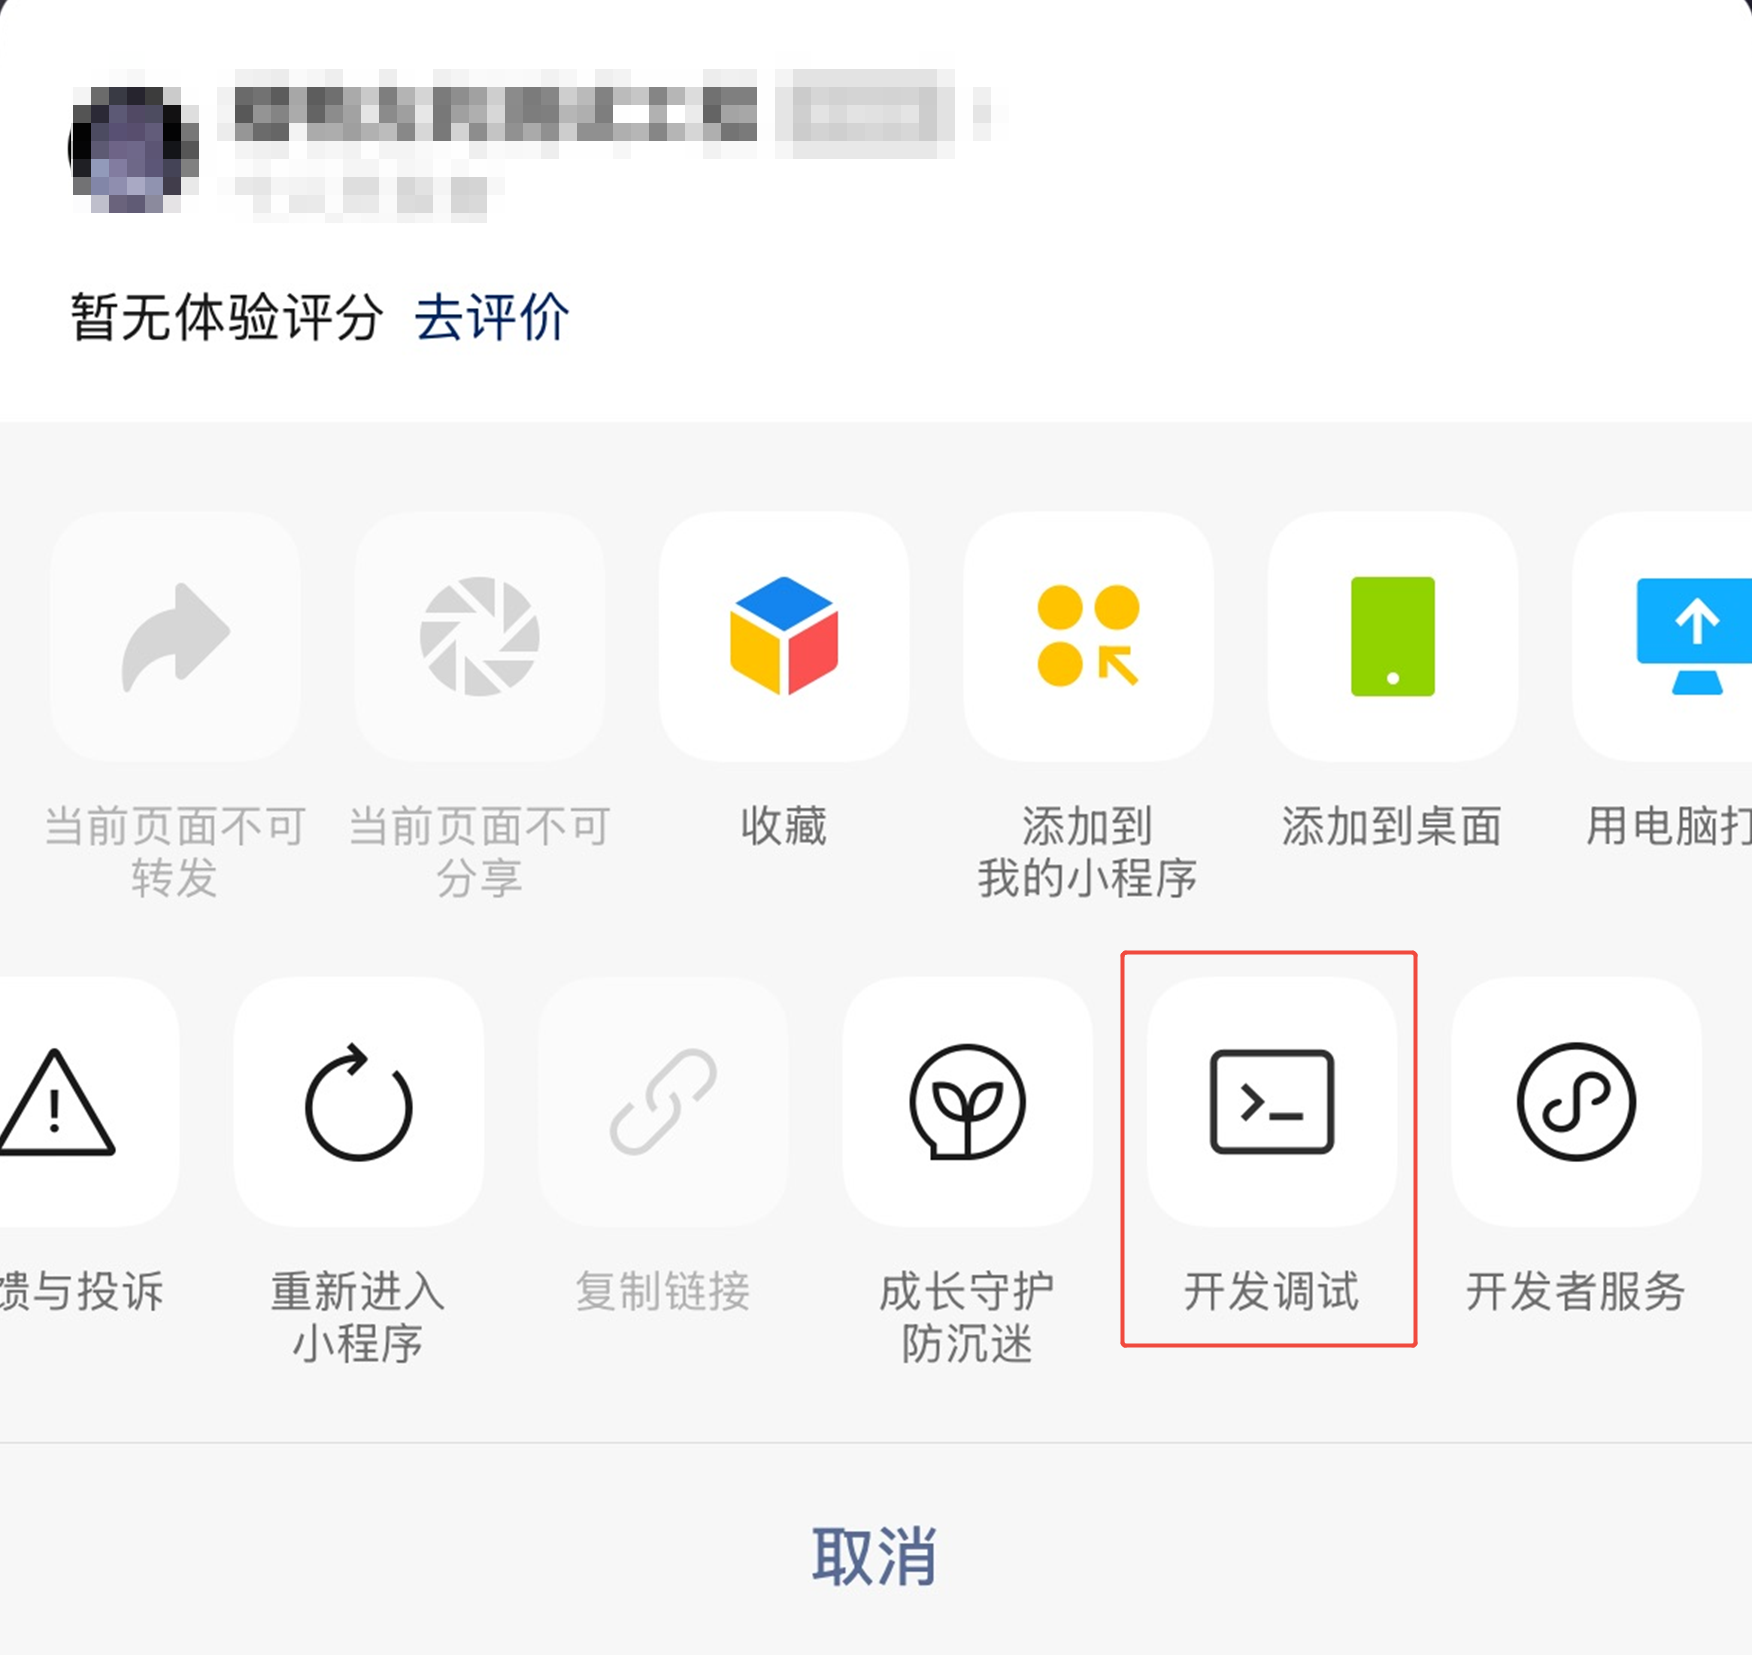 暂无体验评分 去评价
当前页面不可
转发
当前页面不可
分享
收藏
添加到
我的小程序
添加到桌面
用电脑打
馈与投诉
重新进入
小程序
复制链接
成长守护
防沉迷
开发调试
开发者服务
取消